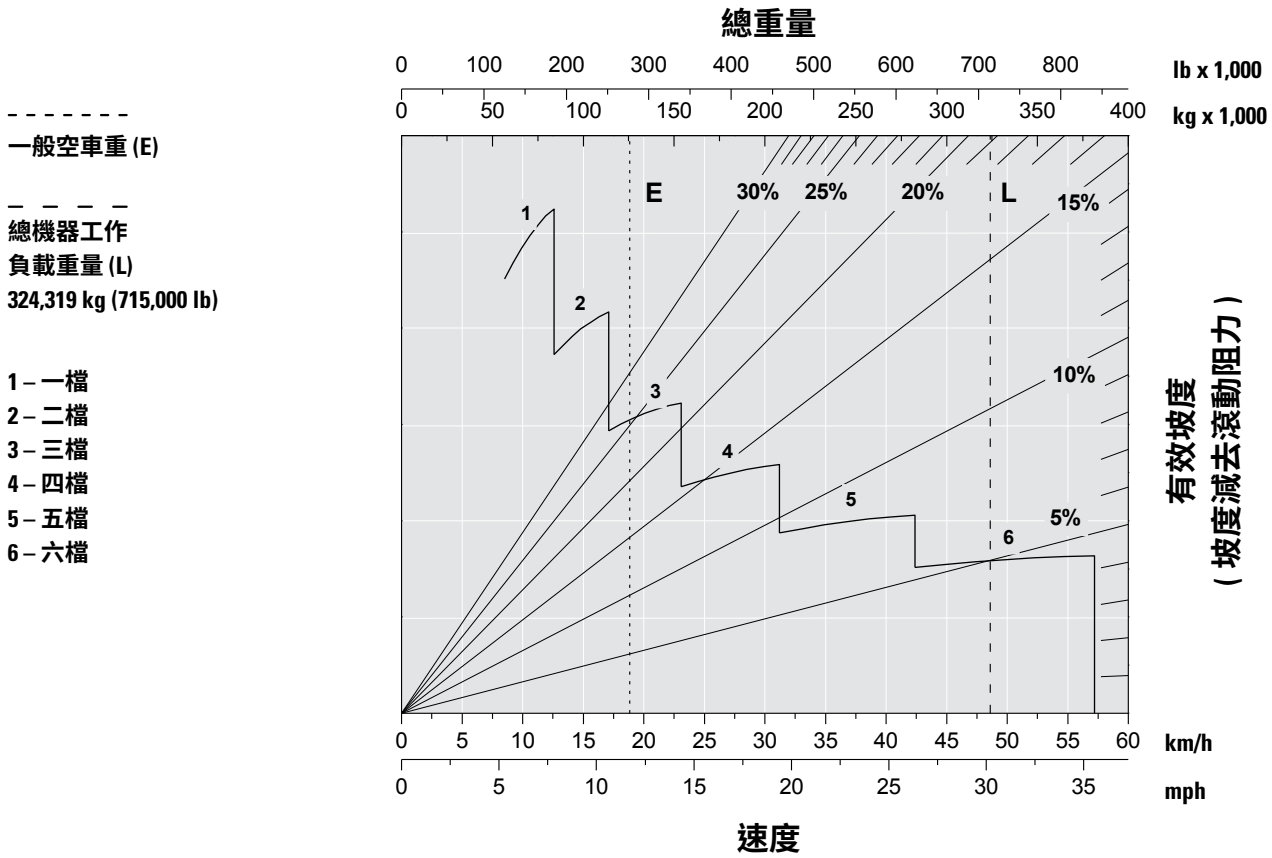 總重量
0 100 200 300 400 500 600 700 800 lb x 1,000
0 50 100 150 200 250 300 350 400 kg x 1,000
一般空車重 (E)
總機器工作
負載重量 (L)
324,319 kg (715,000 lb)
1 – 一檔
2 – 二檔
3 – 三檔
4 – 四檔
5 – 五檔
6 – 六檔
E
30% 25% 20%
L
15%
1
2
3
10%
4
5
5%
6
有效坡度
( 坡度減去滾動阻力 )
0 5 10 15 20 25 30 35 40 45 50 55 60 km/h
0 5 10 15 20 25 30 35 mph
速度